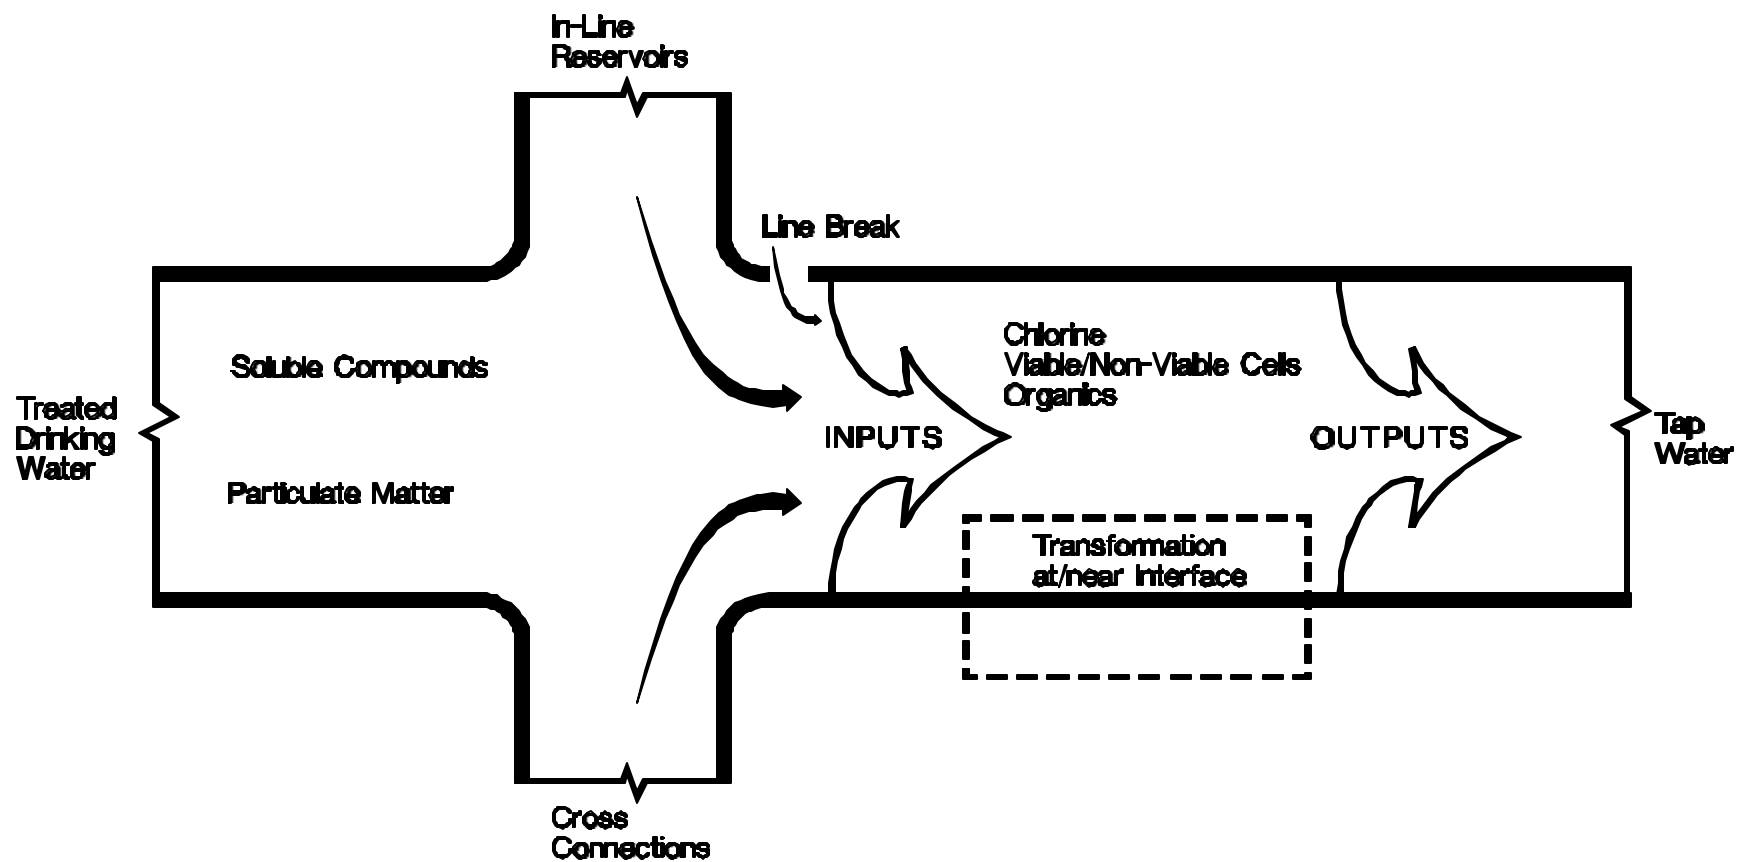 In-Line
Reservoirs
Line Break
Soluble Compounds
Chlorine
Viable/Non-Viable Cells
Organics
Treated
Drinking
Water
INPUTS
OUTPUTS
Tap
Water
Particulate Matter
Transformation
at/near Interface
Cross
Connections